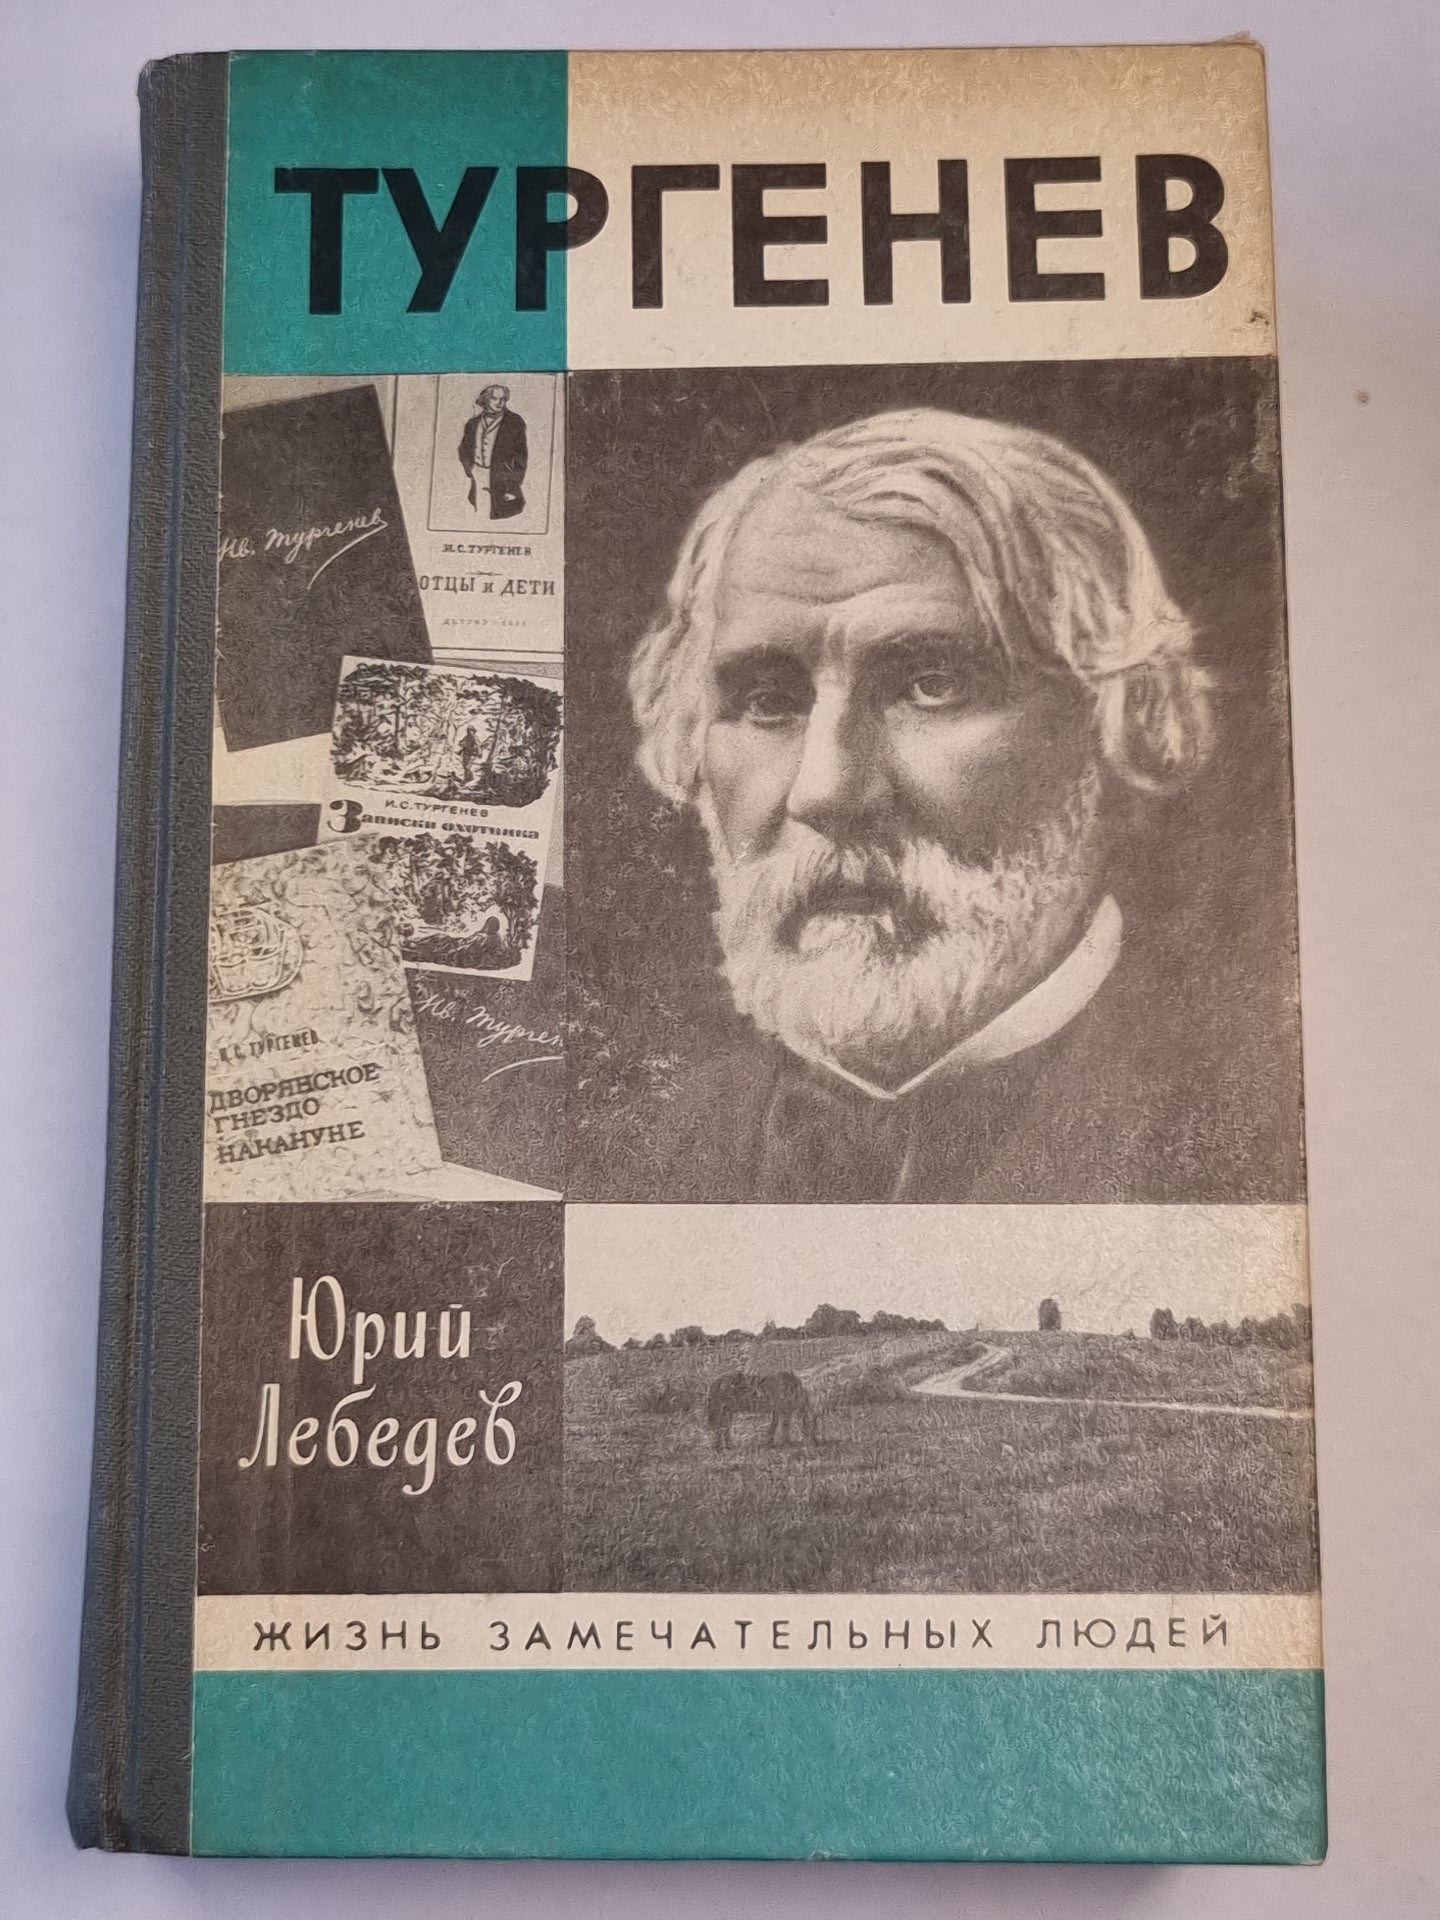 ТУРГЕНЕВ
Ив. Тургенев
И.С.ТУРГЕНЕВ
ОТЦЫ и ДЕТИ
И.С.ТУРГЕНЕВ
Записки охотника
И.С.ТУРГЕНЕВ
ДВОРЯНСКОЕ
ГНЕЗДО
НАКАНУНЕ
Ив. Турген
Юрий
Лебедев
ЖИЗНЬ ЗАМЕЧАТЕЛЬНЫХ ЛЮДЕЙ